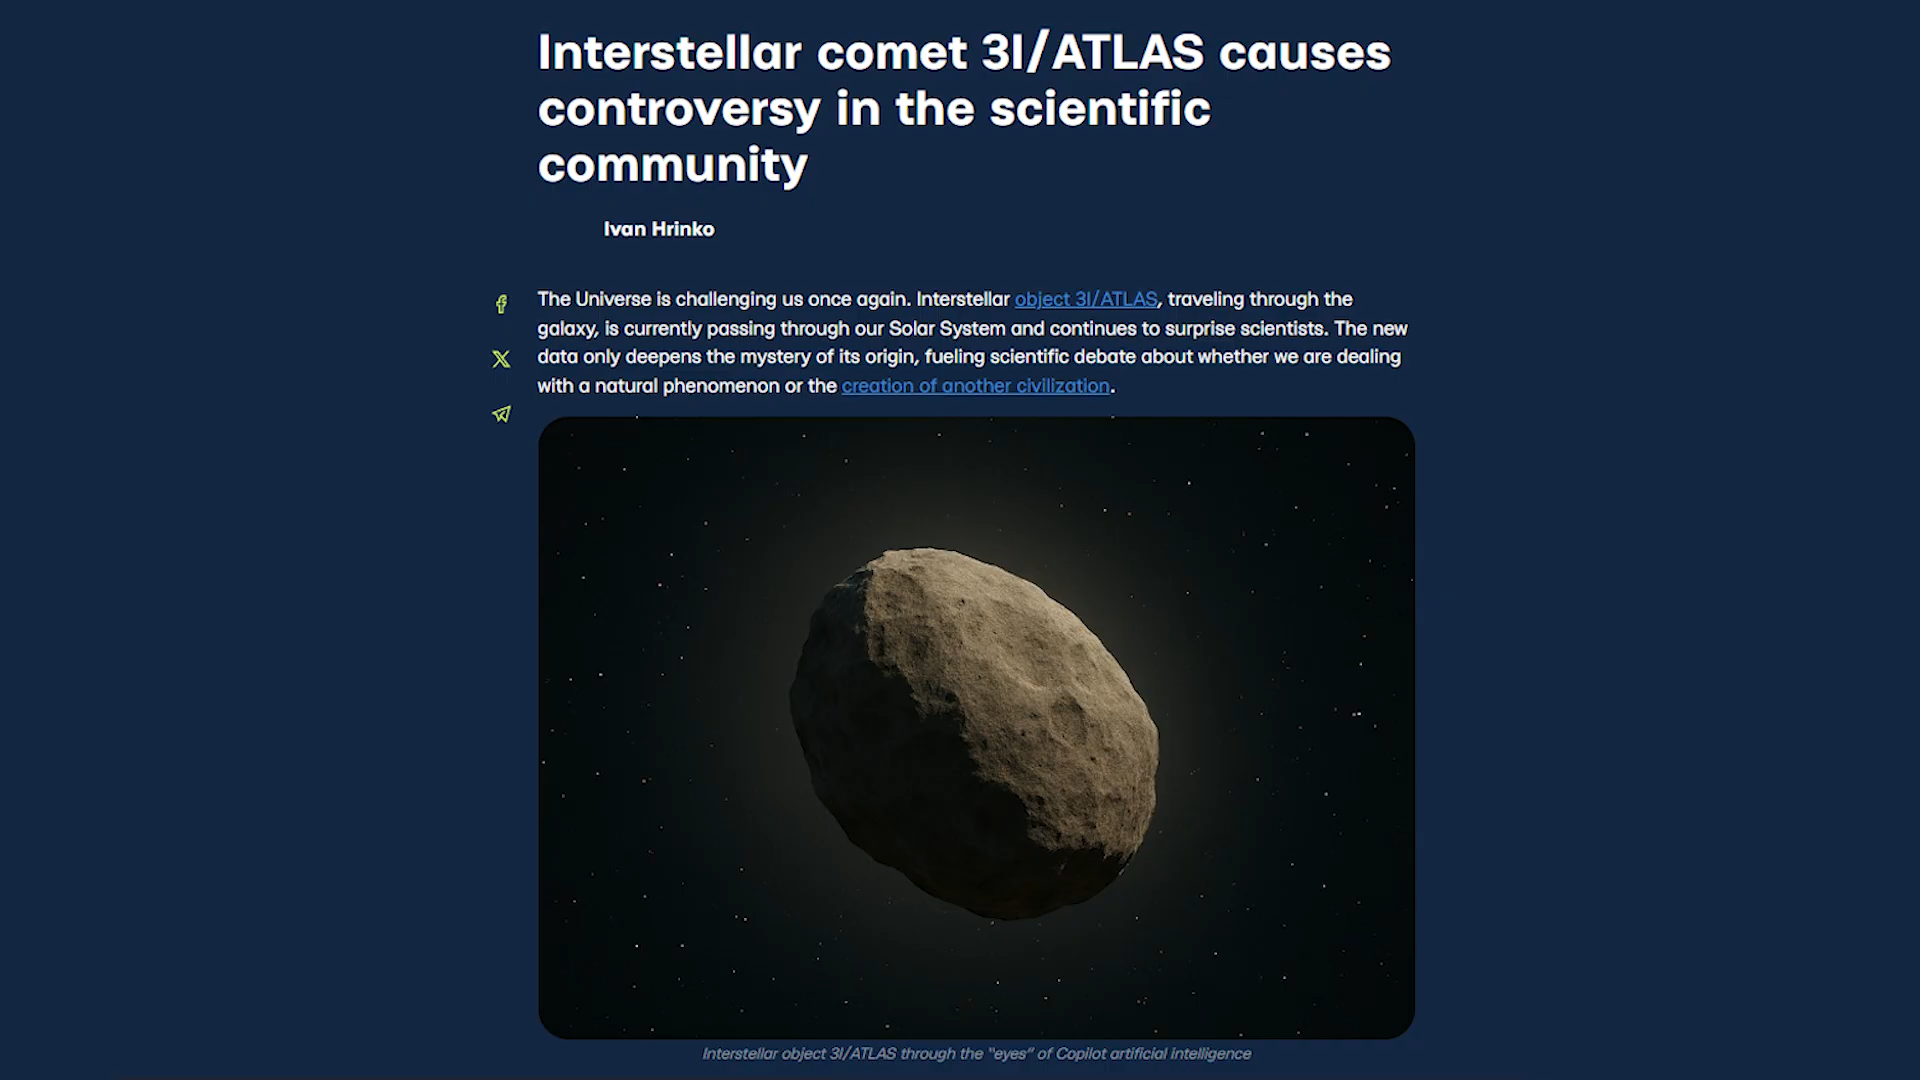 Interstellar comet 3I/ATLAS causes
controversy in the scientific
community
Ivan Hrinko
The Universe is challenging us once again. Interstellar object 3I/ATLAS, traveling through the
galaxy, is currently passing through our Solar System and continues to surprise scientists. The new
data only deepens the mystery of its origin, fueling scientific debate about whether we are dealing
with a natural phenomenon or the creation of another civilization.
Interstellar object 3I/ATLAS through the "eyes" of Copilot artificial intelligence